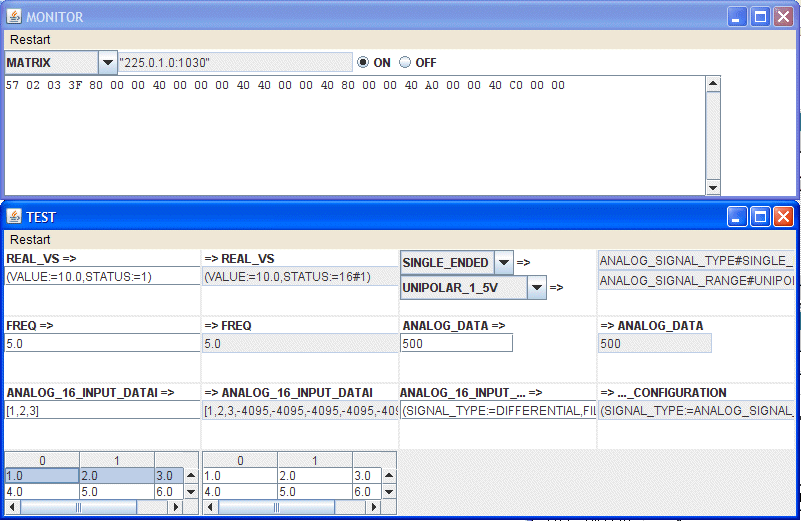 MONITOR
Restart
MATRIX "225.0.1.0:1030" ON OFF
57 02 03 3F 80 00 00 40 00 00 00 40 40 00 00 40 80 00 00 40 A0 00 00 40 C0 00 00
TEST
Restart
REAL_VS => => REAL_VS SINGLE_ENDED => ANALOG_SIGNAL_TYPE#SINGLE_
(VALUE:=10.0,STATUS:=1) (VALUE:=10.0,STATUS:=16#1) UNIPOLAR_1_5V => ANALOG_SIGNAL_RANGE#UNIPO
FREQ => => FREQ ANALOG_DATA => => ANALOG_DATA
5.0 5.0 500 500
ANALOG_16_INPUT_DATAI => => ANALOG_16_INPUT_DATAI ANALOG_16_INPUT_... => => ..._CONFIGURATION
[1,2,3] [1,2,3,-4095,-4095,-4095,-4095,-409 (SIGNAL_TYPE:=DIFFERENTIAL,FIL (SIGNAL_TYPE:=ANALOG_SIGNAL_
0 1 0 1
1.0 2.0 3.0 1.0 2.0 3.0
4.0 5.0 6.0 4.0 5.0 6.0